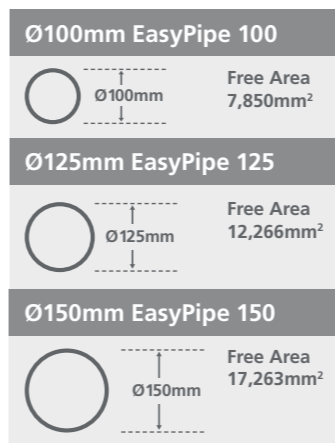 Ø100mm EasyPipe 100
Ø100mm
Free Area
7,850mm²
Ø125mm EasyPipe 125
Ø125mm
Free Area
12,266mm²
Ø150mm EasyPipe 150
Ø150mm
Free Area
17,263mm²